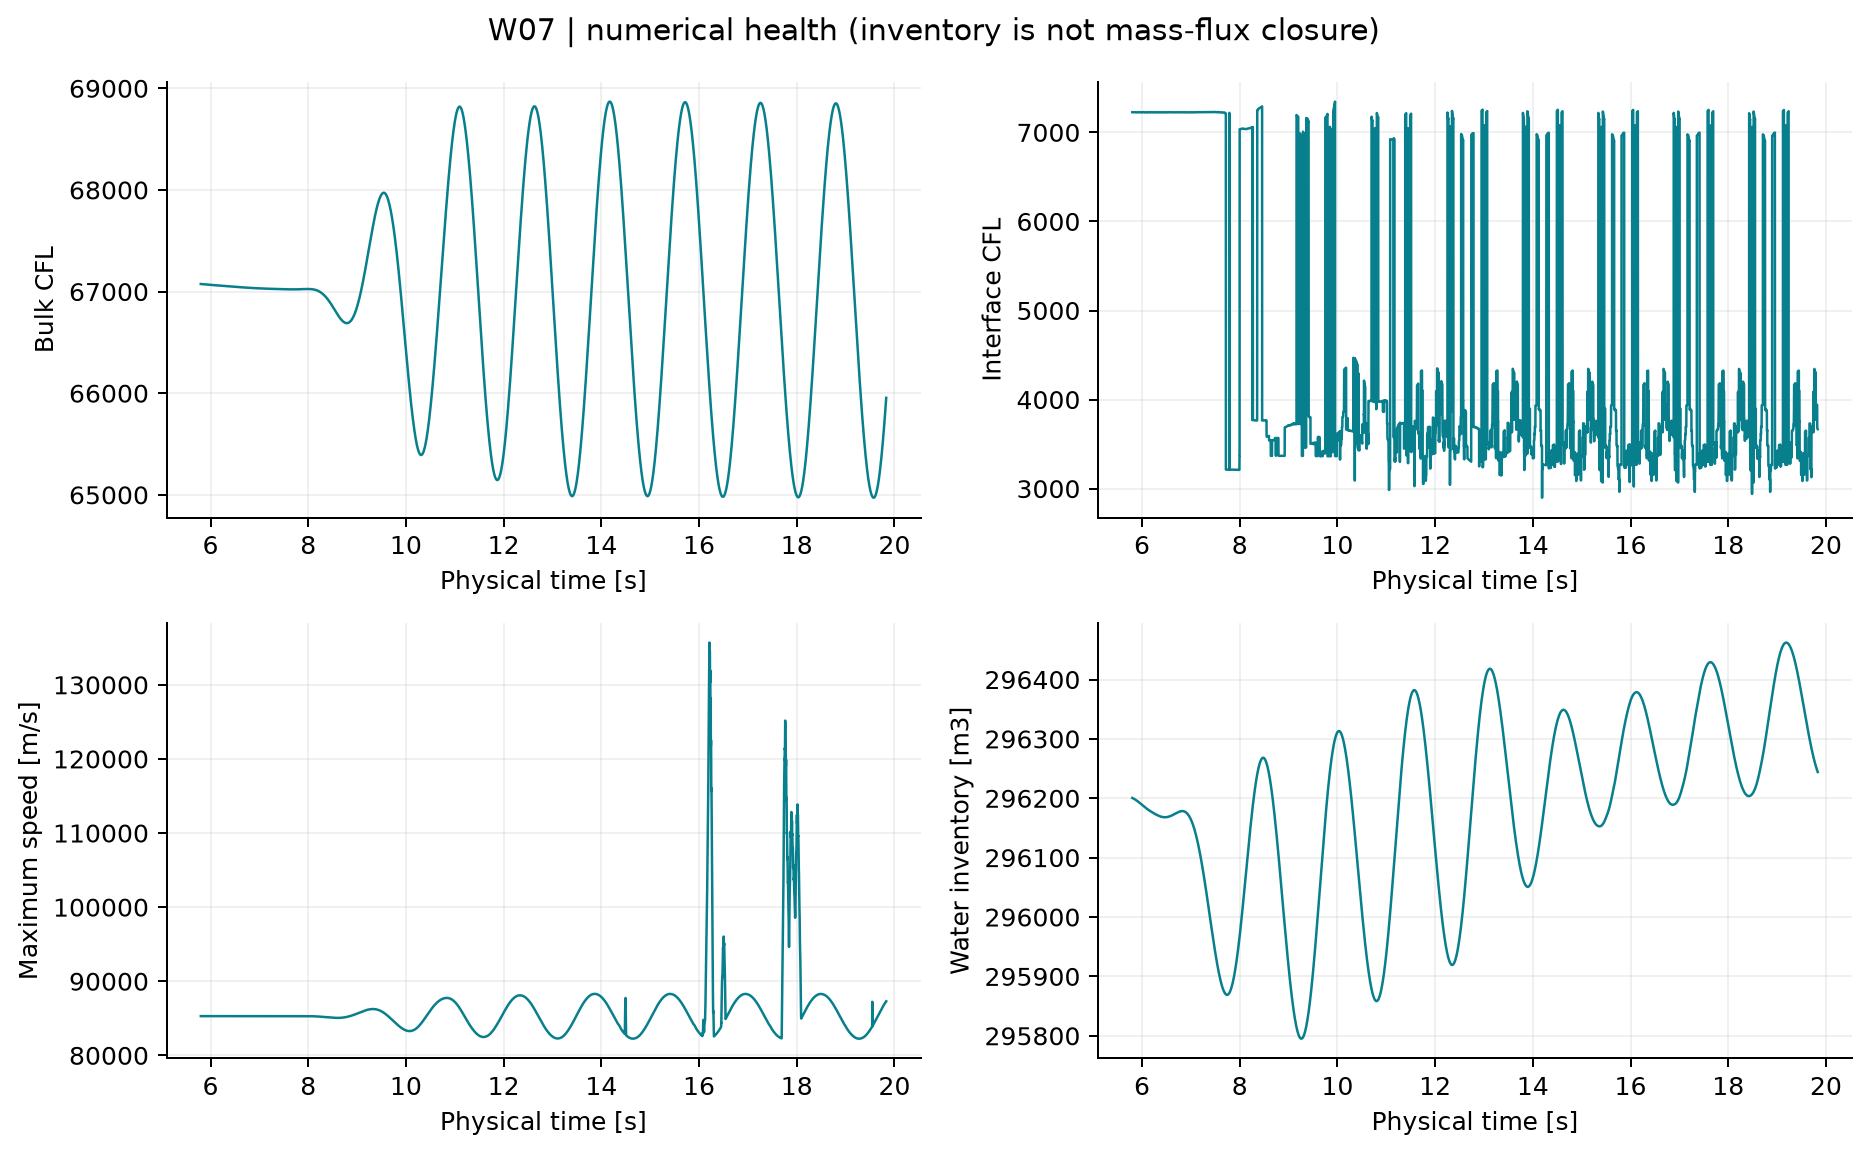 W07 | numerical health (inventory is not mass-flux closure)
Bulk CFL
69000
68000
67000
66000
65000
6 8 10 12 14 16 18 20
Physical time [s]
Interface CFL
7000
6000
5000
4000
3000
6 8 10 12 14 16 18 20
Physical time [s]
Maximum speed [m/s]
130000
120000
110000
100000
90000
80000
6 8 10 12 14 16 18 20
Physical time [s]
Water inventory [m3]
296400
296300
296200
296100
296000
295900
295800
6 8 10 12 14 16 18 20
Physical time [s]